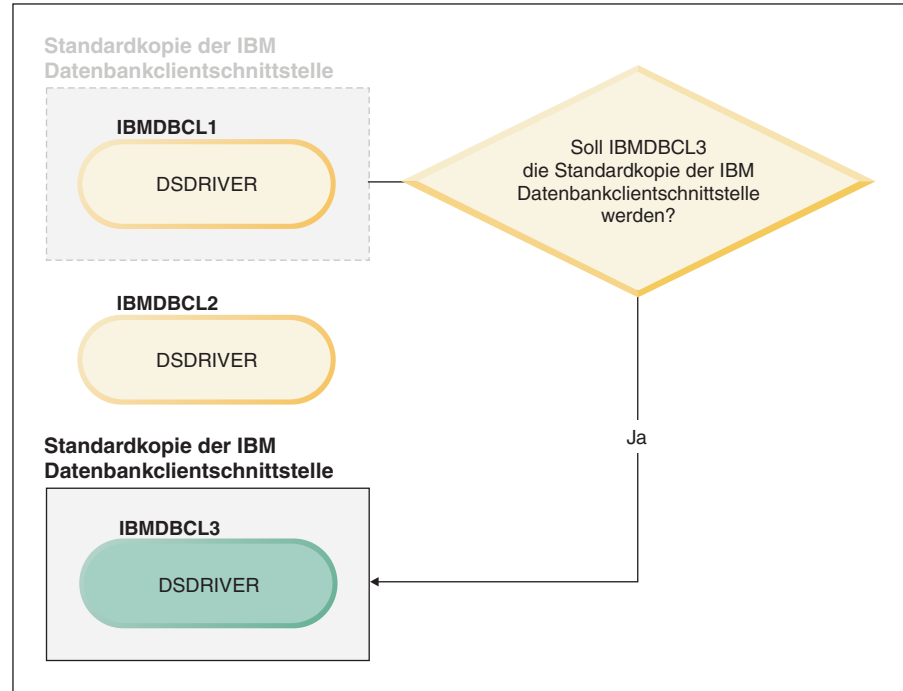 Standardkopie der IBM
Datenbankclientschnittstelle
IBMDBCL1
DSDRIVER
Soll IBMDBCL3
die Standardkopie der IBM
Datenbankclientschnittstelle
werden?
IBMDBCL2
DSDRIVER
Ja
Standardkopie der IBM
Datenbankclientschnittstelle
IBMDBCL3
DSDRIVER